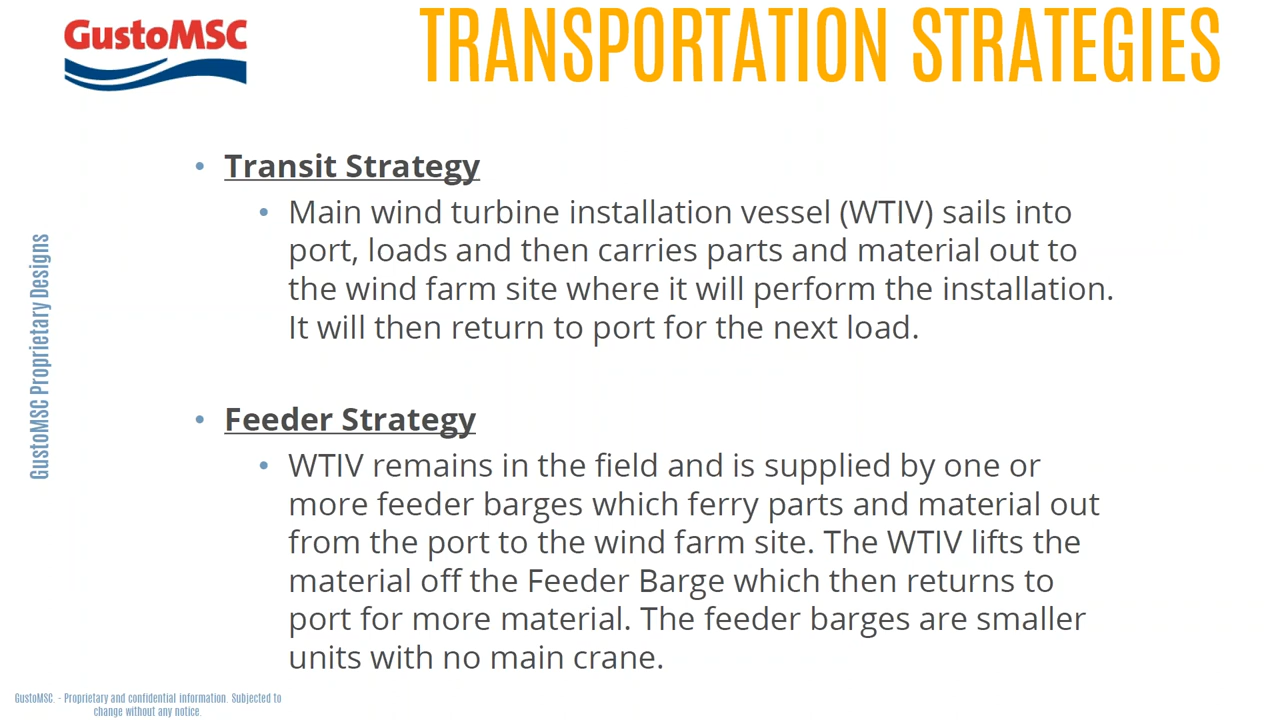 GustoMSC
TRANSPORTATION STRATEGIES
• Transit Strategy
• Main wind turbine installation vessel (WTIV) sails into
port, loads and then carries parts and material out to
the wind farm site where it will perform the installation.
It will then return to port for the next load.
• Feeder Strategy
• WTIV remains in the field and is supplied by one or
more feeder barges which ferry parts and material out
from the port to the wind farm site. The WTIV lifts the
material off the Feeder Barge which then returns to
port for more material. The feeder barges are smaller
units with no main crane.
GustoMSC Proprietary Designs
GustoMSC. - Proprietary and confidential information. Subjected to
change without any notice.